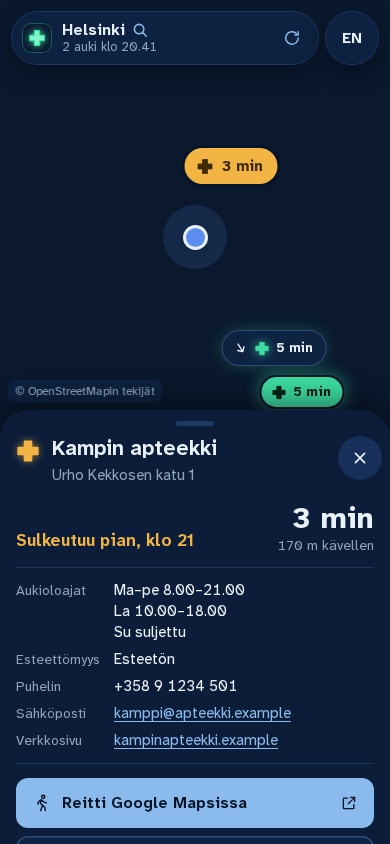 Helsinki
2 auki klo 20.41
EN
3 min
5 min
5 min
© OpenStreetMapin tekijät
Kampin apteekki
Urho Kekkosen katu 1
3 min
Sulkeutuu pian, klo 21
170 m kävellen
Aukioloajat Ma–pe 8.00–21.00
La 10.00–18.00
Su suljettu
Esteettömyys Esteetön
Puhelin +358 9 1234 501
Sähköposti kamppi@apteekki.example
Verkkosivu kampinapteekki.example
Reitti Google Mapsissa